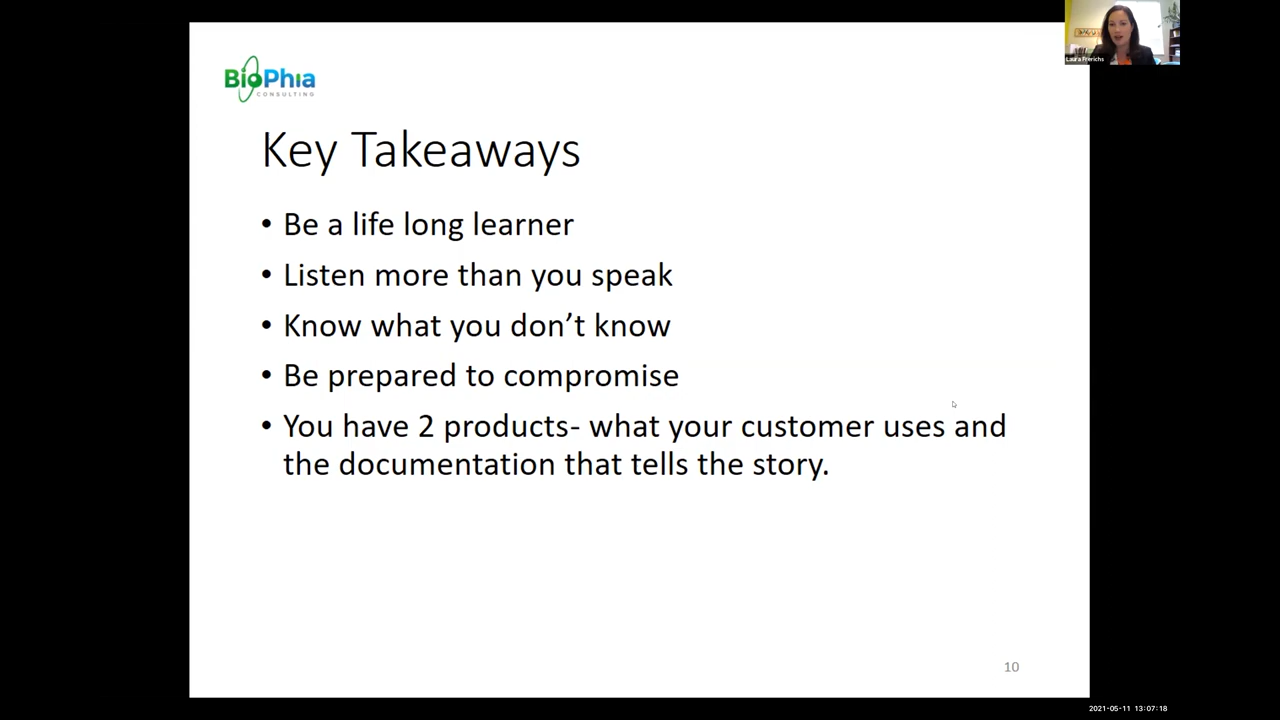 BioPhia
CONSULTING
Laura Frerichs
Key Takeaways
• Be a life long learner
• Listen more than you speak
• Know what you don’t know
• Be prepared to compromise
• You have 2 products- what your customer uses and
the documentation that tells the story.
10
2021-05-11 13:07:18